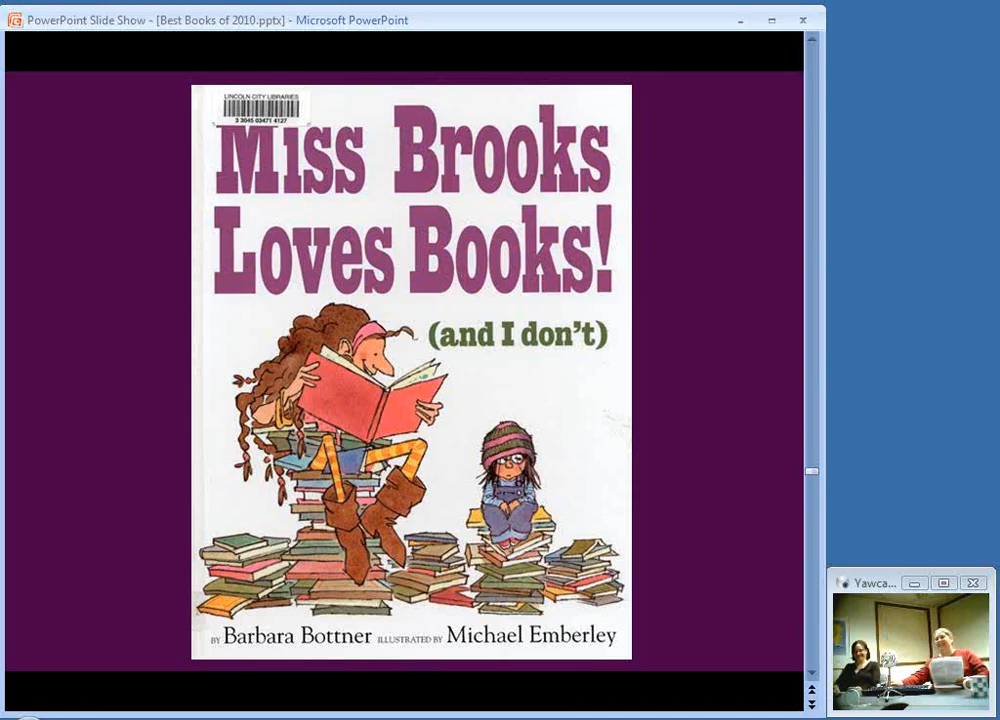 PowerPoint Slide Show - [Best Books of 2010.pptx] - Microsoft PowerPoint
LINCOLN CITY LIBRARIES
3 3045 03471 4127
Miss Brooks
Loves Books!
(and I don't)
BY Barbara Bottner ILLUSTRATED BY Michael Emberley
Yawca...